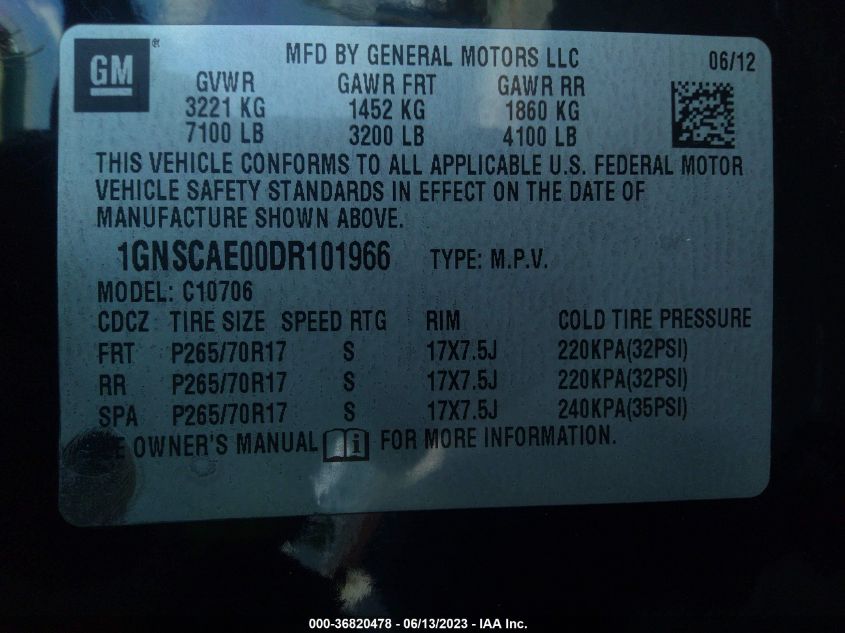 GM ® MFD BY GENERAL MOTORS LLC 06/12
GVWR GAWR FRT GAWR RR
3221 KG 1452 KG 1860 KG
7100 LB 3200 LB 4100 LB
THIS VEHICLE CONFORMS TO ALL APPLICABLE U.S. FEDERAL MOTOR
VEHICLE SAFETY STANDARDS IN EFFECT ON THE DATE OF
MANUFACTURE SHOWN ABOVE.
1GNSCAE00DR101966 TYPE: M.P.V.
MODEL: C10706
CDCZ TIRE SIZE SPEED RTG RIM COLD TIRE PRESSURE
FRT P265/70R17 S 17X7.5J 220KPA(32PSI)
RR P265/70R17 S 17X7.5J 220KPA(32PSI)
SPA P265/70R17 S 17X7.5J 240KPA(35PSI)
OWNER'S MANUAL i FOR MORE INFORMATION.
000-36820478 - 06/13/2023 - IAA Inc.